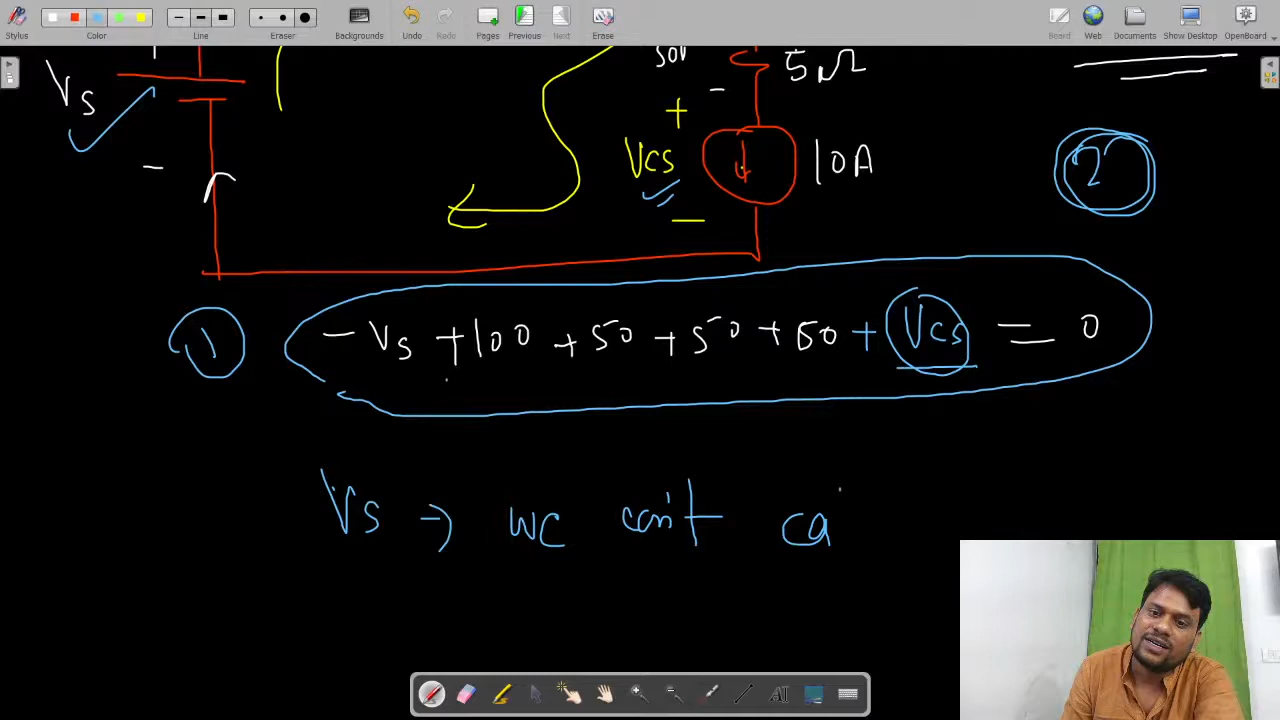 Stylus Color Line Eraser Backgrounds Undo Redo Pages Previous Next Erase Board Web Documents Show Desktop OpenBoard
50V 5Ω
Vs + - +
Vcs 10A 2
- -
1) - Vs + 100 + 50 + 50 + 50 + Vcs = 0
Vs → we can't ca